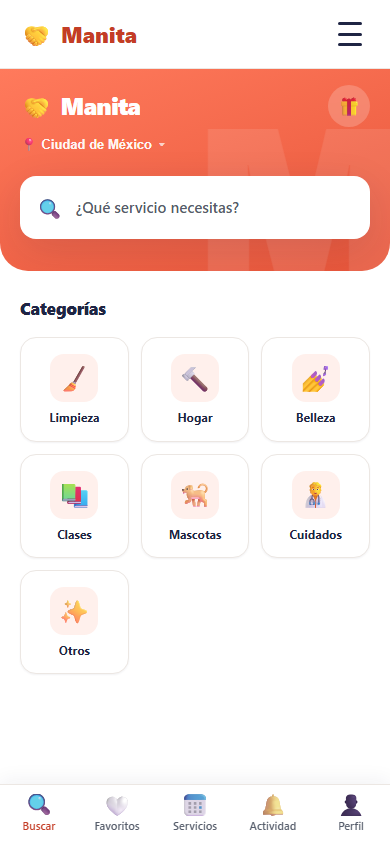 Manita
Manita
Ciudad de México
¿Qué servicio necesitas?
Categorías
Limpieza
Hogar
Belleza
Clases
Mascotas
Cuidados
Otros
Buscar
Favoritos
Servicios
Actividad
Perfil